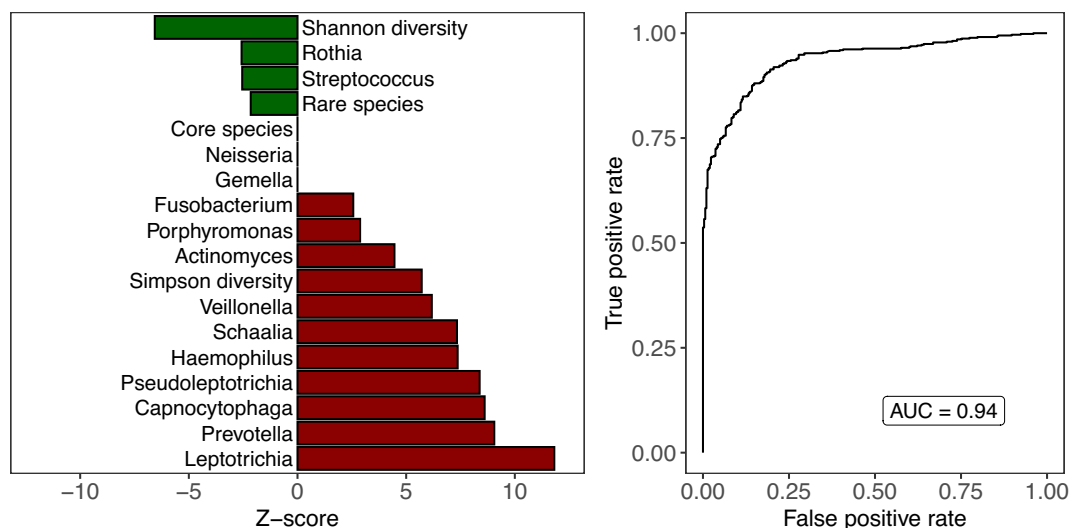 Shannon diversity
Rothia
Streptococcus
Rare species
Core species
Neisseria
Gemella
Fusobacterium
Porphyromonas
Actinomyces
Simpson diversity
Veillonella
Schaalia
Haemophilus
Pseudoleptotrichia
Capnocytophaga
Prevotella
Leptotrichia
−10 −5 0 5 10
Z−score
True positive rate
1.00
0.75
0.50
0.25
0.00
AUC = 0.94
0.00 0.25 0.50 0.75 1.00
False positive rate